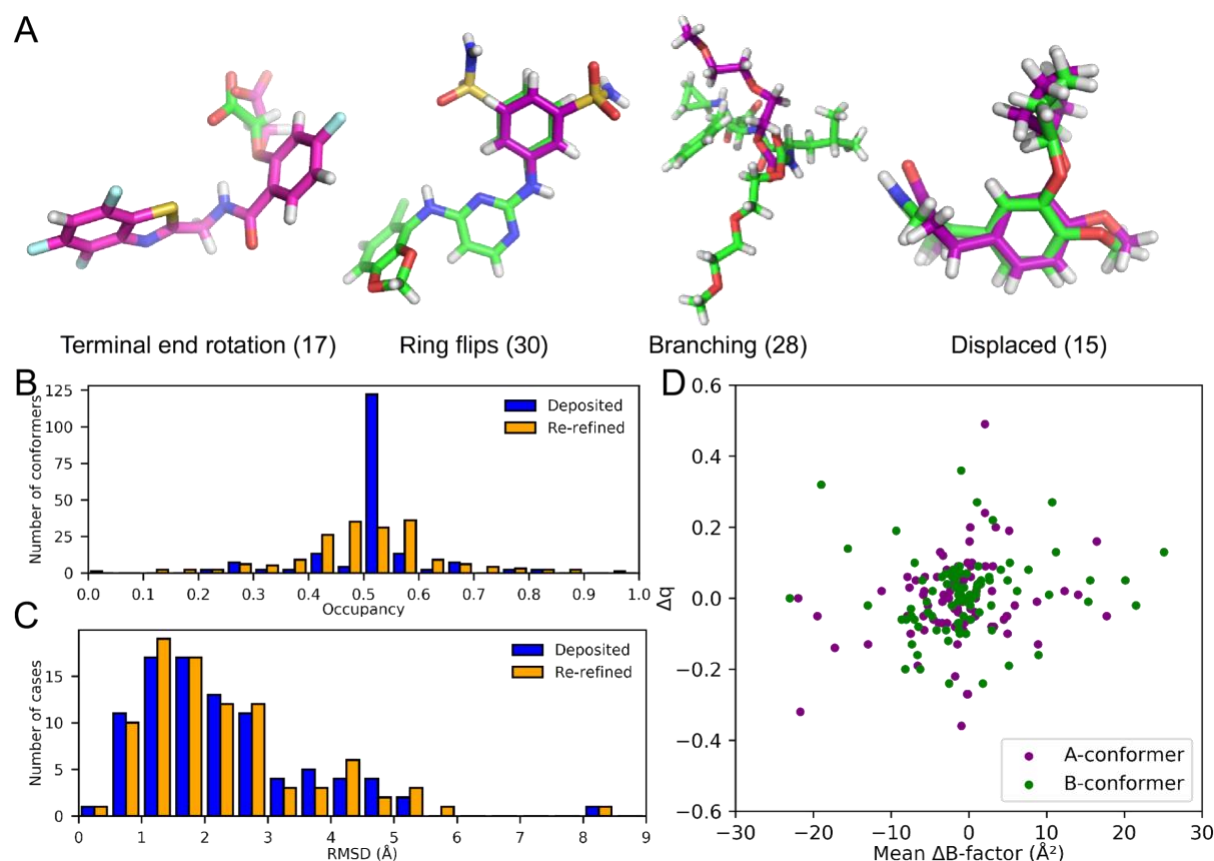 A
Terminal end rotation (17)
Ring flips (30)
Branching (28)
Displaced (15)
B
Number of conformers
125
100
75
50
25
0
0.0 0.1 0.2 0.3 0.4 0.5 0.6 0.7 0.8 0.9 1.0
Occupancy
Deposited
Re-refined
C
Number of cases
15
10
5
0
0 1 2 3 4 5 6 7 8 9
RMSD (Å)
Deposited
Re-refined
D
Δq
0.6
0.4
0.2
0.0
−0.2
−0.4
−0.6
−30 −20 −10 0 10 20 30
Mean ΔB-factor (Å²)
A-conformer
B-conformer